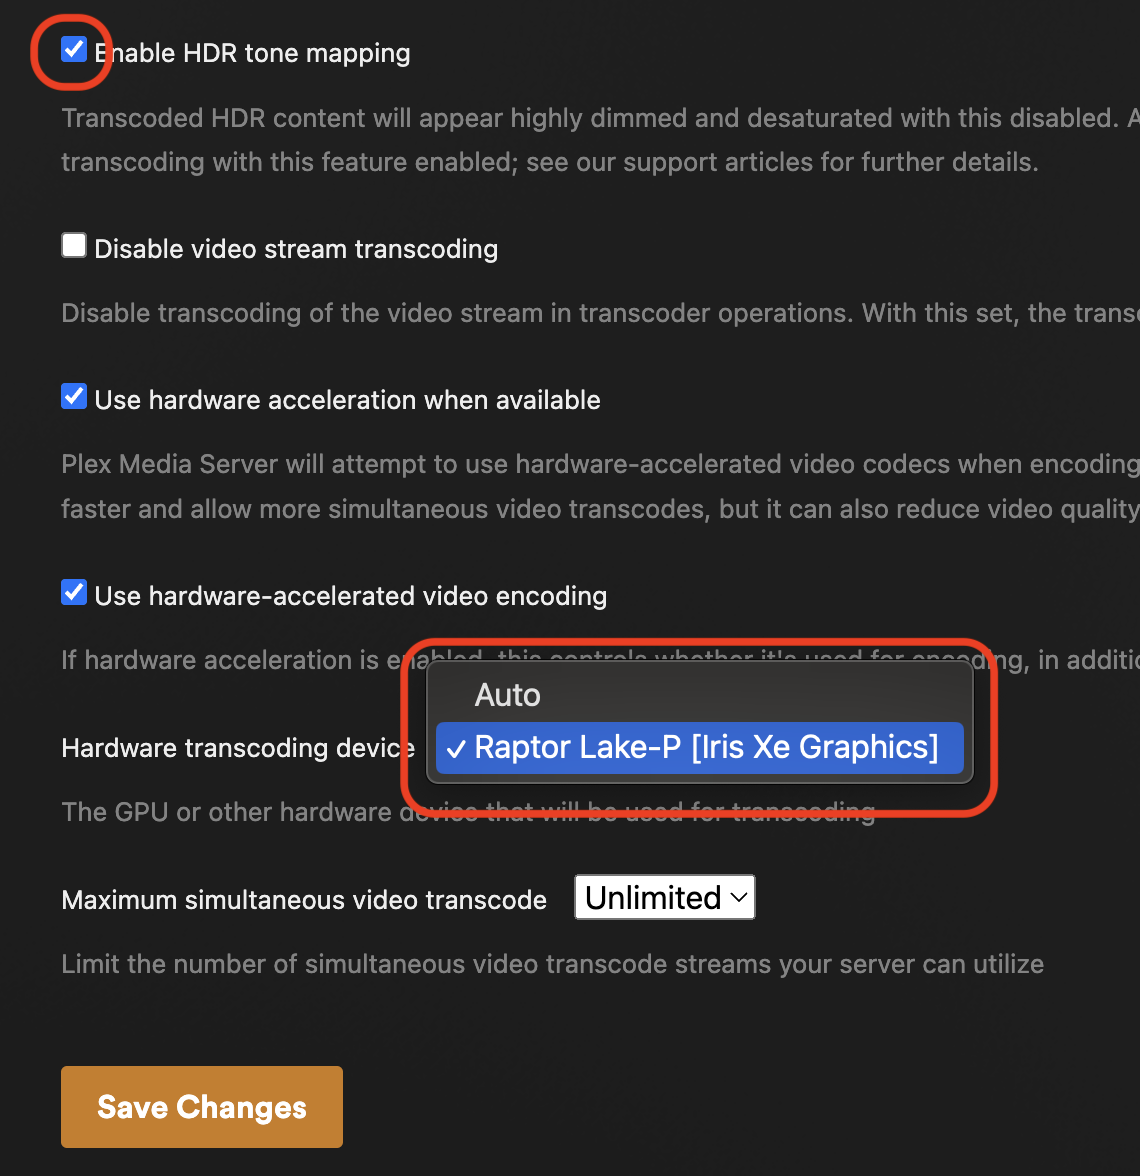 Enable HDR tone mapping
Transcoded HDR content will appear highly dimmed and desaturated with this disabled. A
transcoding with this feature enabled; see our support articles for further details.
Disable video stream transcoding
Disable transcoding of the video stream in transcoder operations. With this set, the transc
Use hardware acceleration when available
Plex Media Server will attempt to use hardware-accelerated video codecs when encoding
faster and allow more simultaneous video transcodes, but it can also reduce video quality
Use hardware-accelerated video encoding
If hardware acceleration is enabled, this controls whether it's used for encoding, in additio
Auto
Hardware transcoding device ✓ Raptor Lake-P [Iris Xe Graphics]
The GPU or other hardware device that will be used for transcoding
Maximum simultaneous video transcode Unlimited
Limit the number of simultaneous video transcode streams your server can utilize
Save Changes